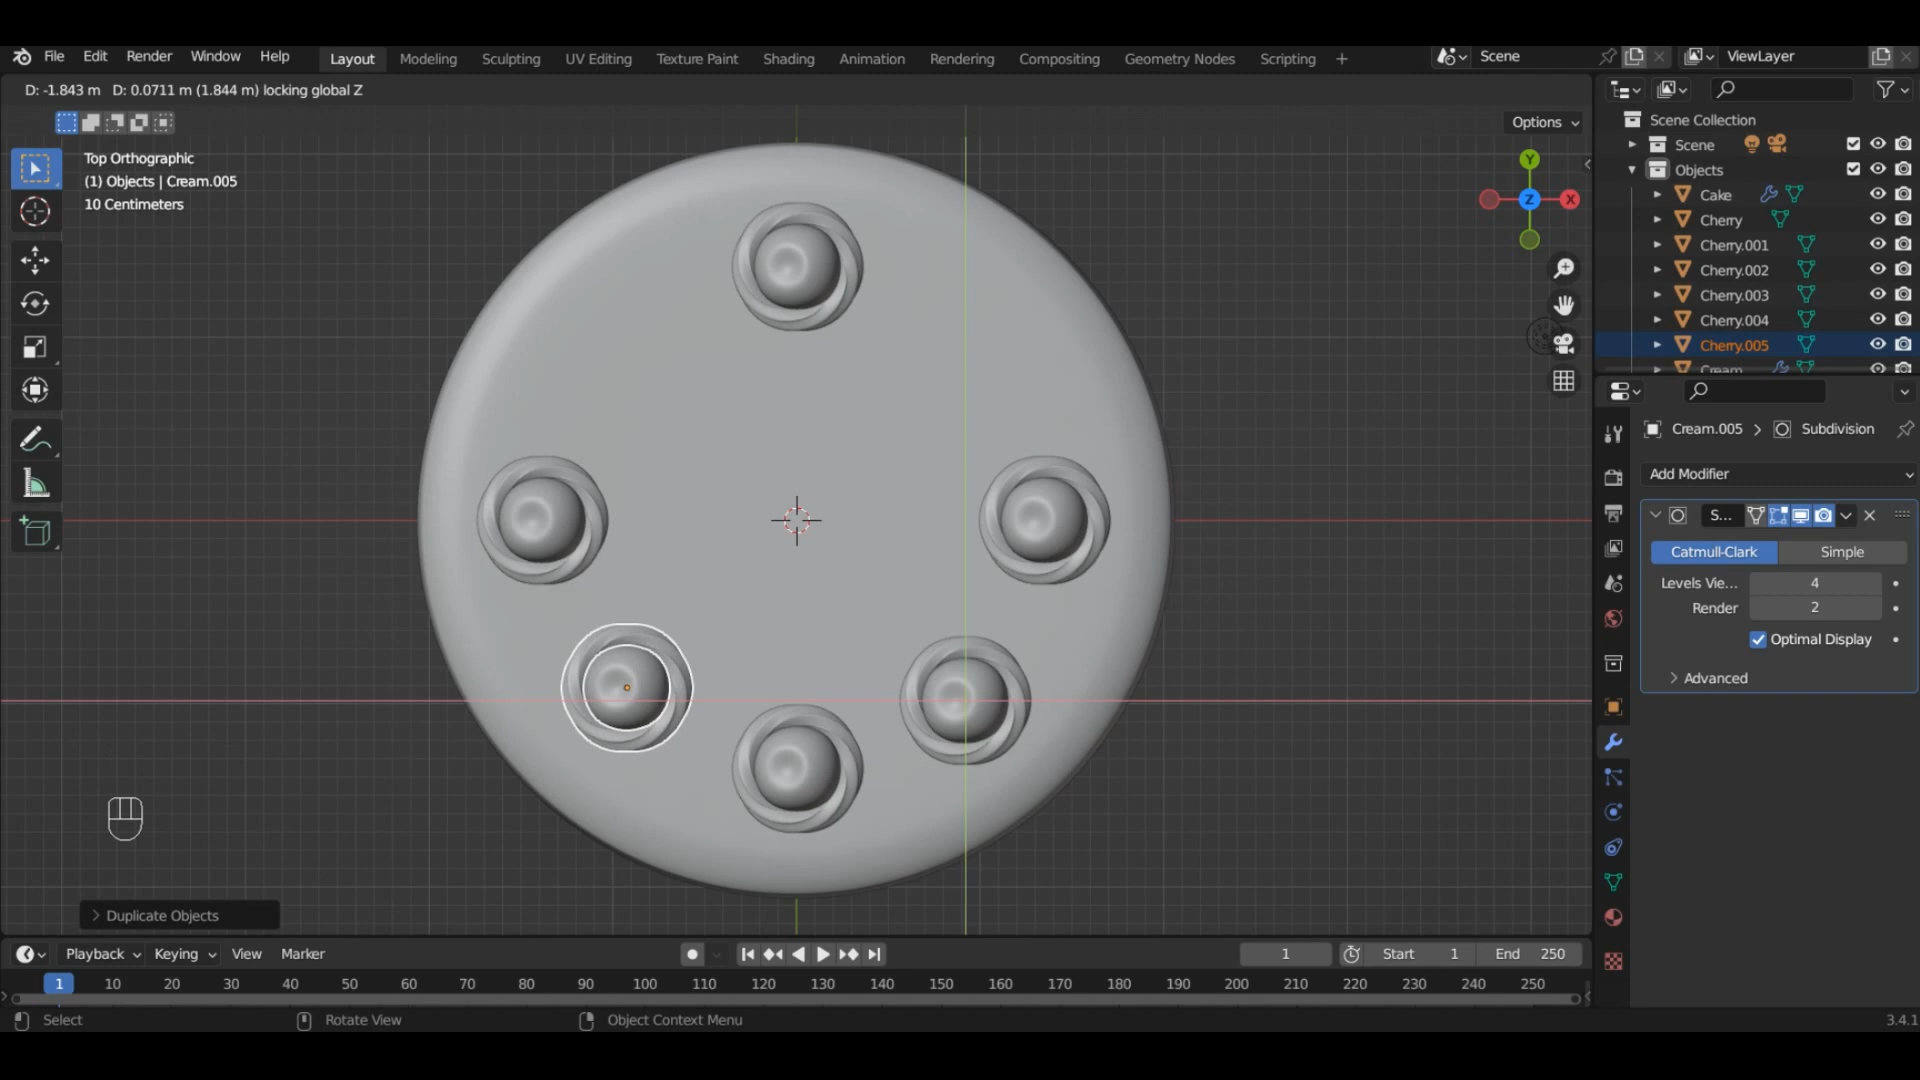 File Edit Render Window Help Layout Modeling Sculpting UV Editing Texture Paint Shading Animation Rendering Compositing Geometry Nodes Scripting + Scene ViewLayer
D: -1.843 m D: 0.0711 m (1.844 m) locking global Z
Options
Top Orthographic
(1) Objects | Cream.005
10 Centimeters
Y
Z
X
Scene Collection
Scene
Objects
Cake
Cherry
Cherry.001
Cherry.002
Cherry.003
Cherry.004
Cherry.005
Cream
Cream.005 > Subdivision
Add Modifier
S...
Catmull-Clark Simple
Levels Vie... 4
Render 2
Optimal Display
Advanced
Duplicate Objects
Playback Keying View Marker 1 Start 1 End 250
1 10 20 30 40 50 60 70 80 90 100 110 120 130 140 150 160 170 180 190 200 210 220 230 240 250
Select Rotate View Object Context Menu 3.4.1